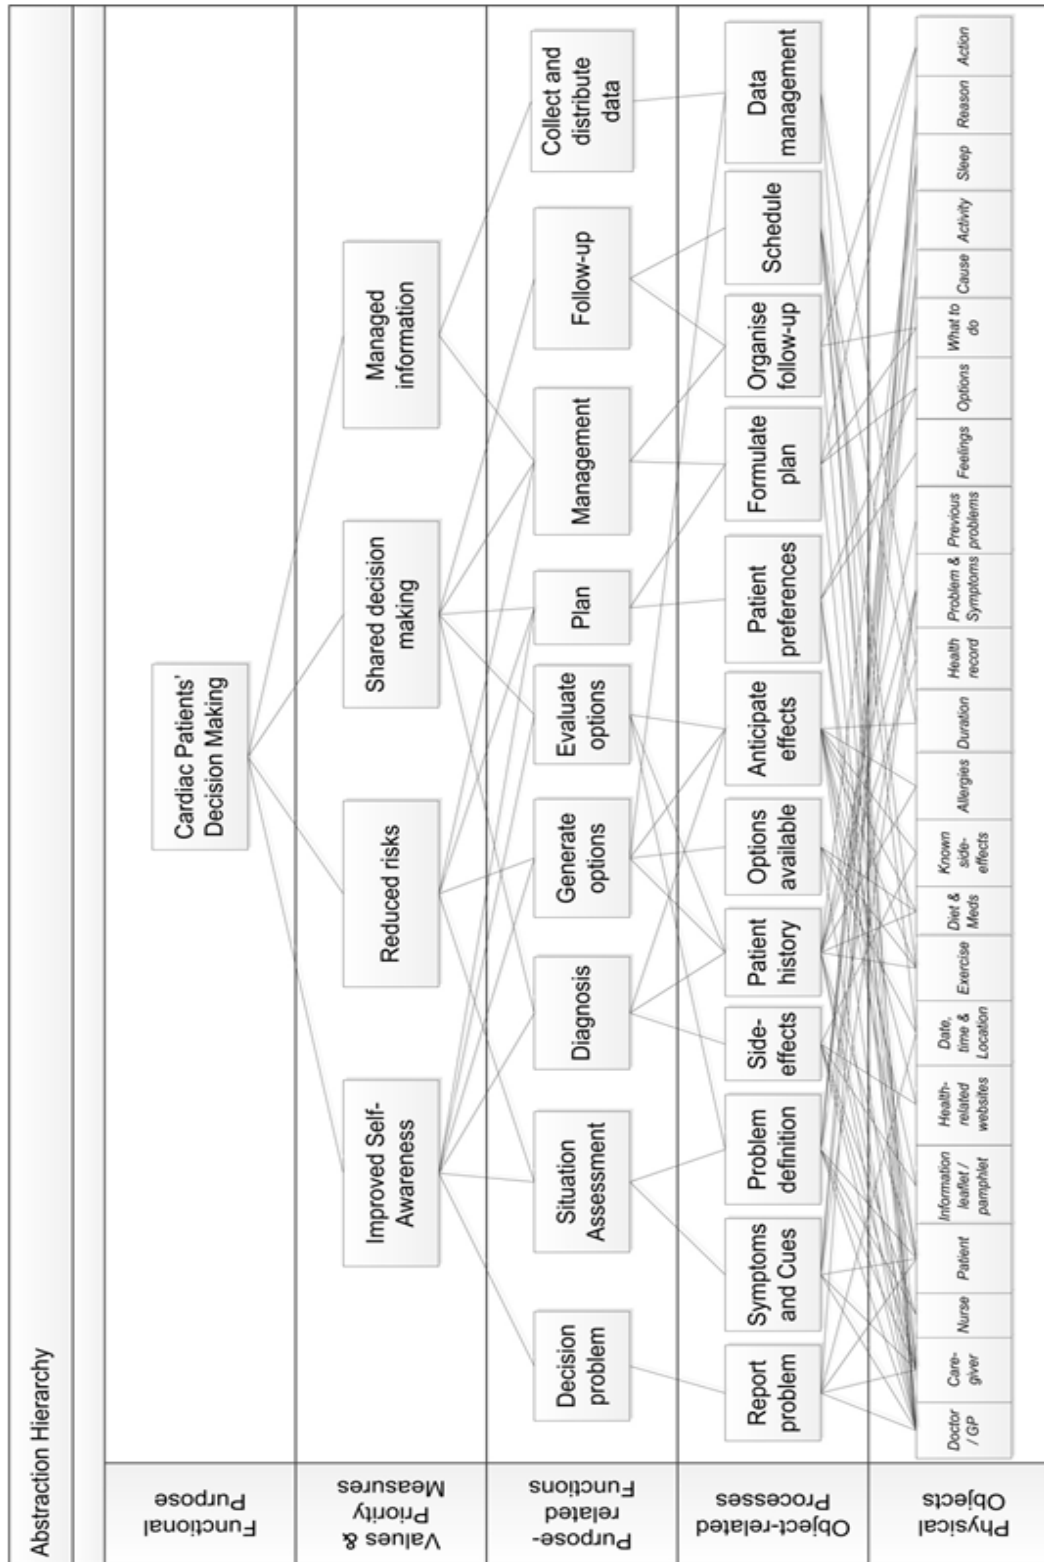 Abstraction Hierarchy
Functional
Purpose
Cardiac Patients'
Decision Making
Values &
Priority
Measures
Improved Self-
Awareness
Reduced risks
Shared decision
making
Managed
information
Purpose-
related
Functions
Decision
problem
Situation
Assessment
Diagnosis
Generate
options
Evaluate
options
Plan
Management
Follow-up
Collect and
distribute
data
Object-related
Processes
Report
problem
Symptoms
and Cues
Problem
definition
Side-
effects
Patient
history
Options
available
Anticipate
effects
Patient
preferences
Formulate
plan
Organise
follow-up
Schedule
Data
management
Physical
Objects
Doctor
/ GP
Care-
giver
Nurse
Patient
Information
leaflet /
pamphlet
Health-
related
websites
Date,
time &
Location
Exercise
Diet &
Meds
Known
side-
effects
Allergies
Duration
Health
record
Problem &
Symptoms
Previous
problems
Feelings
Options
What to
do
Cause
Activity
Sleep
Reason
Action